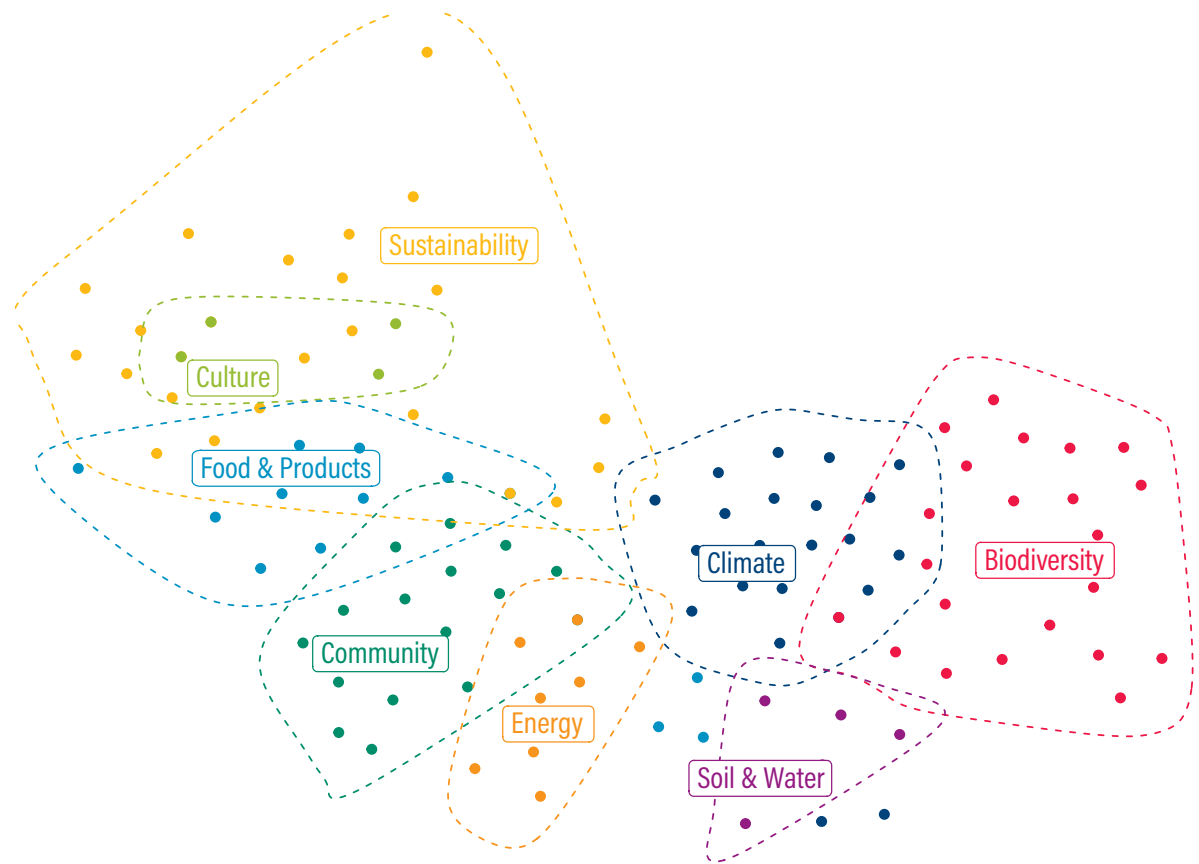 Sustainability
Culture
Food & Products
Climate
Biodiversity
Community
Energy
Soil & Water